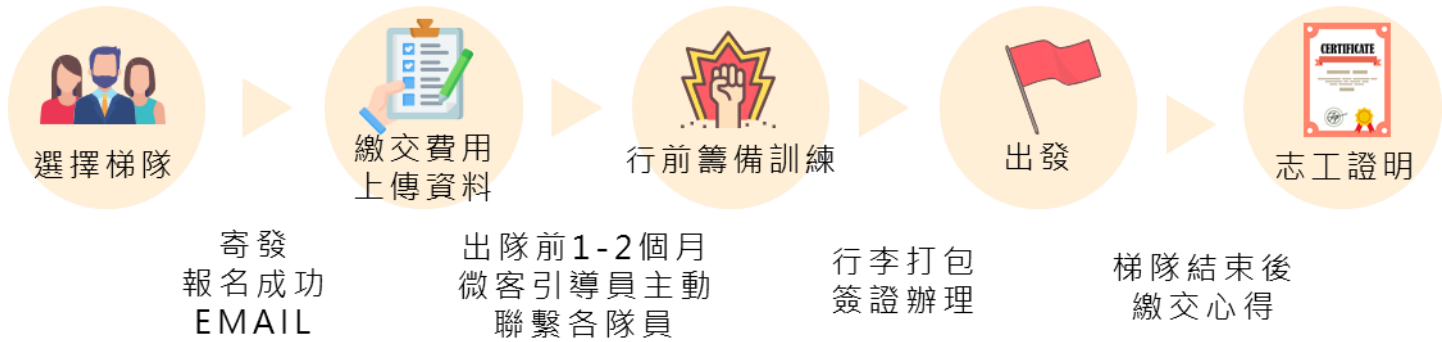 CERTIFICATE
選擇梯隊
繳交費用
上傳資料
行前籌備訓練
出發
志工證明
寄發
報名成功
EMAIL
出隊前1-2個月
微客引導員主動
聯繫各隊員
行李打包
簽證辦理
梯隊結束後
繳交心得